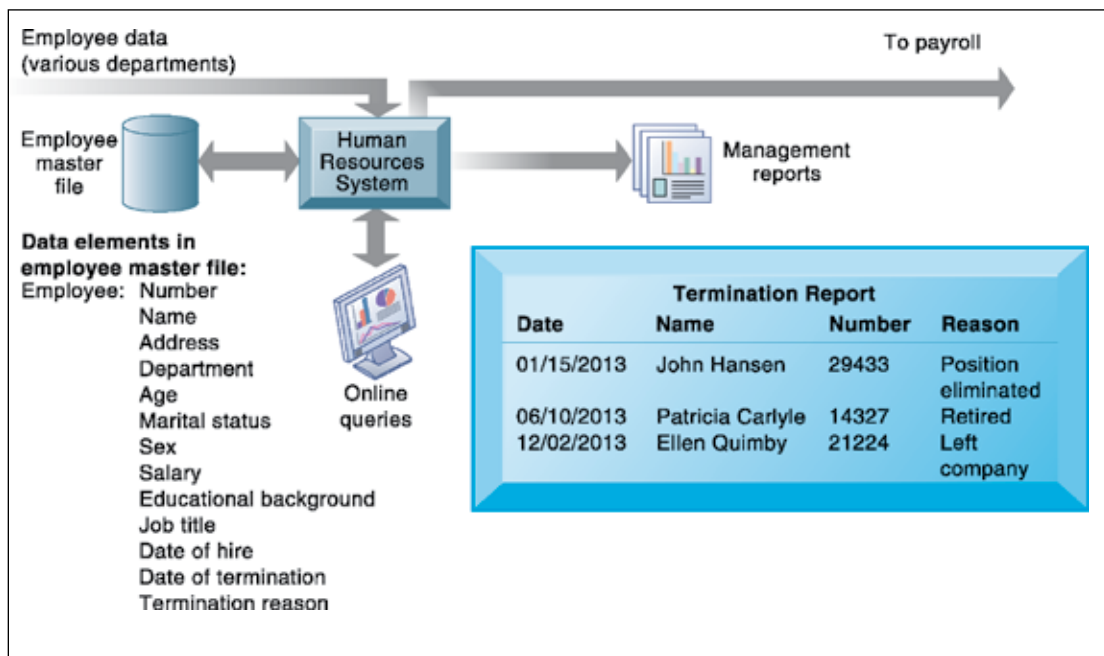 Employee data
(various departments)
To payroll
Employee
master
file
Human
Resources
System
Management
reports
Data elements in
employee master file:
Employee: Number
Name
Address
Department
Age
Marital status
Sex
Salary
Educational background
Job title
Date of hire
Date of termination
Termination reason
Online
queries
Termination Report
Date Name Number Reason
01/15/2013 John Hansen 29433 Position
eliminated
06/10/2013 Patricia Carlyle 14327 Retired
12/02/2013 Ellen Quimby 21224 Left
company